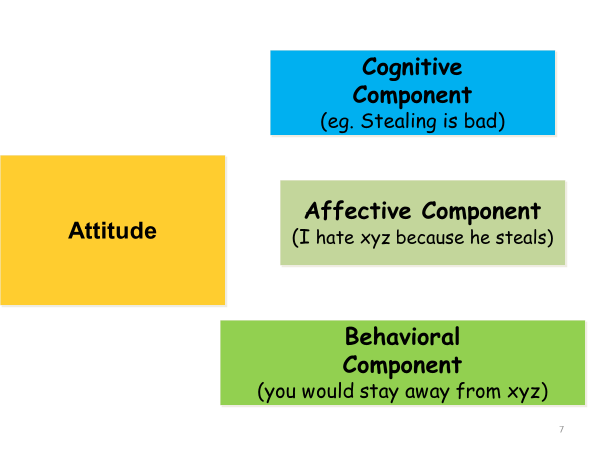 Cognitive
Component
(eg. Stealing is bad)
Attitude
Affective Component
(I hate xyz because he steals)
Behavioral
Component
(you would stay away from xyz)
7